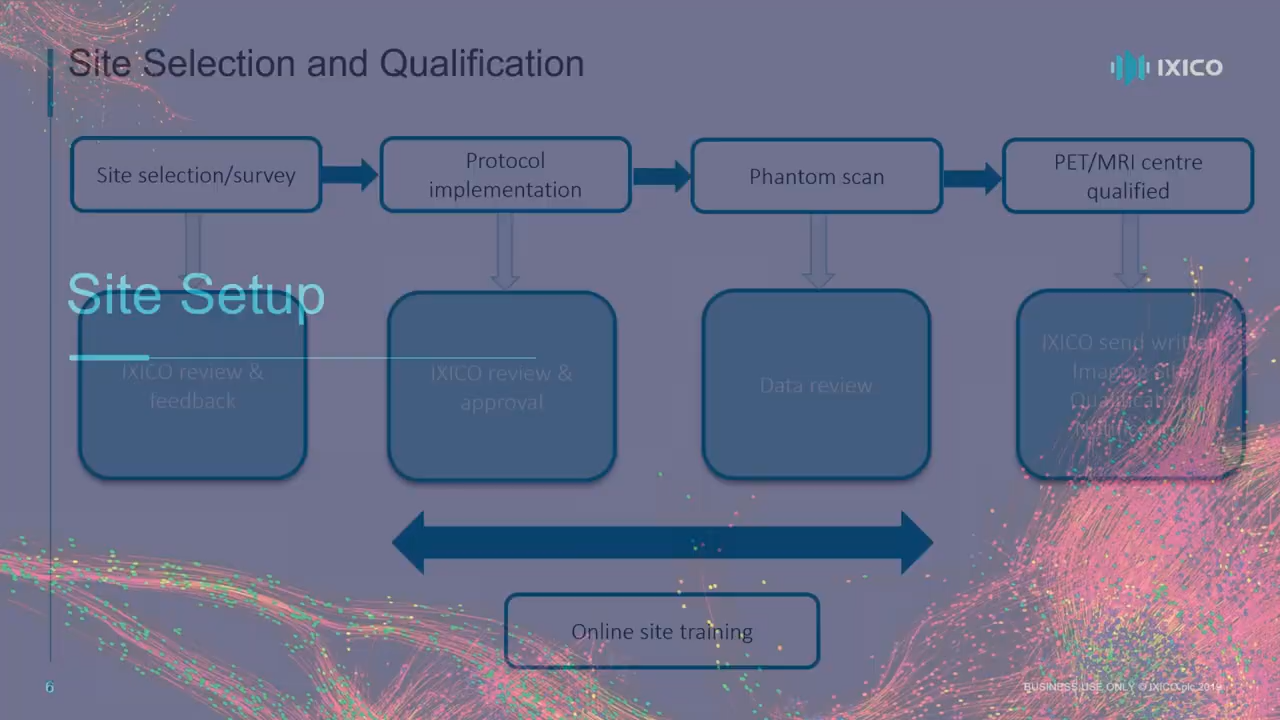 Site Selection and Qualification
IXICO
Site selection/survey
Protocol
implementation
Phantom scan
PET/MRI centre
qualified
Site Setup
IXICO review &
feedback
IXICO review &
approval
Data review
IXICO send written
Imaging Site
Qualification
Online site training
6
BUSINESS USE ONLY © IXICO plc 2019